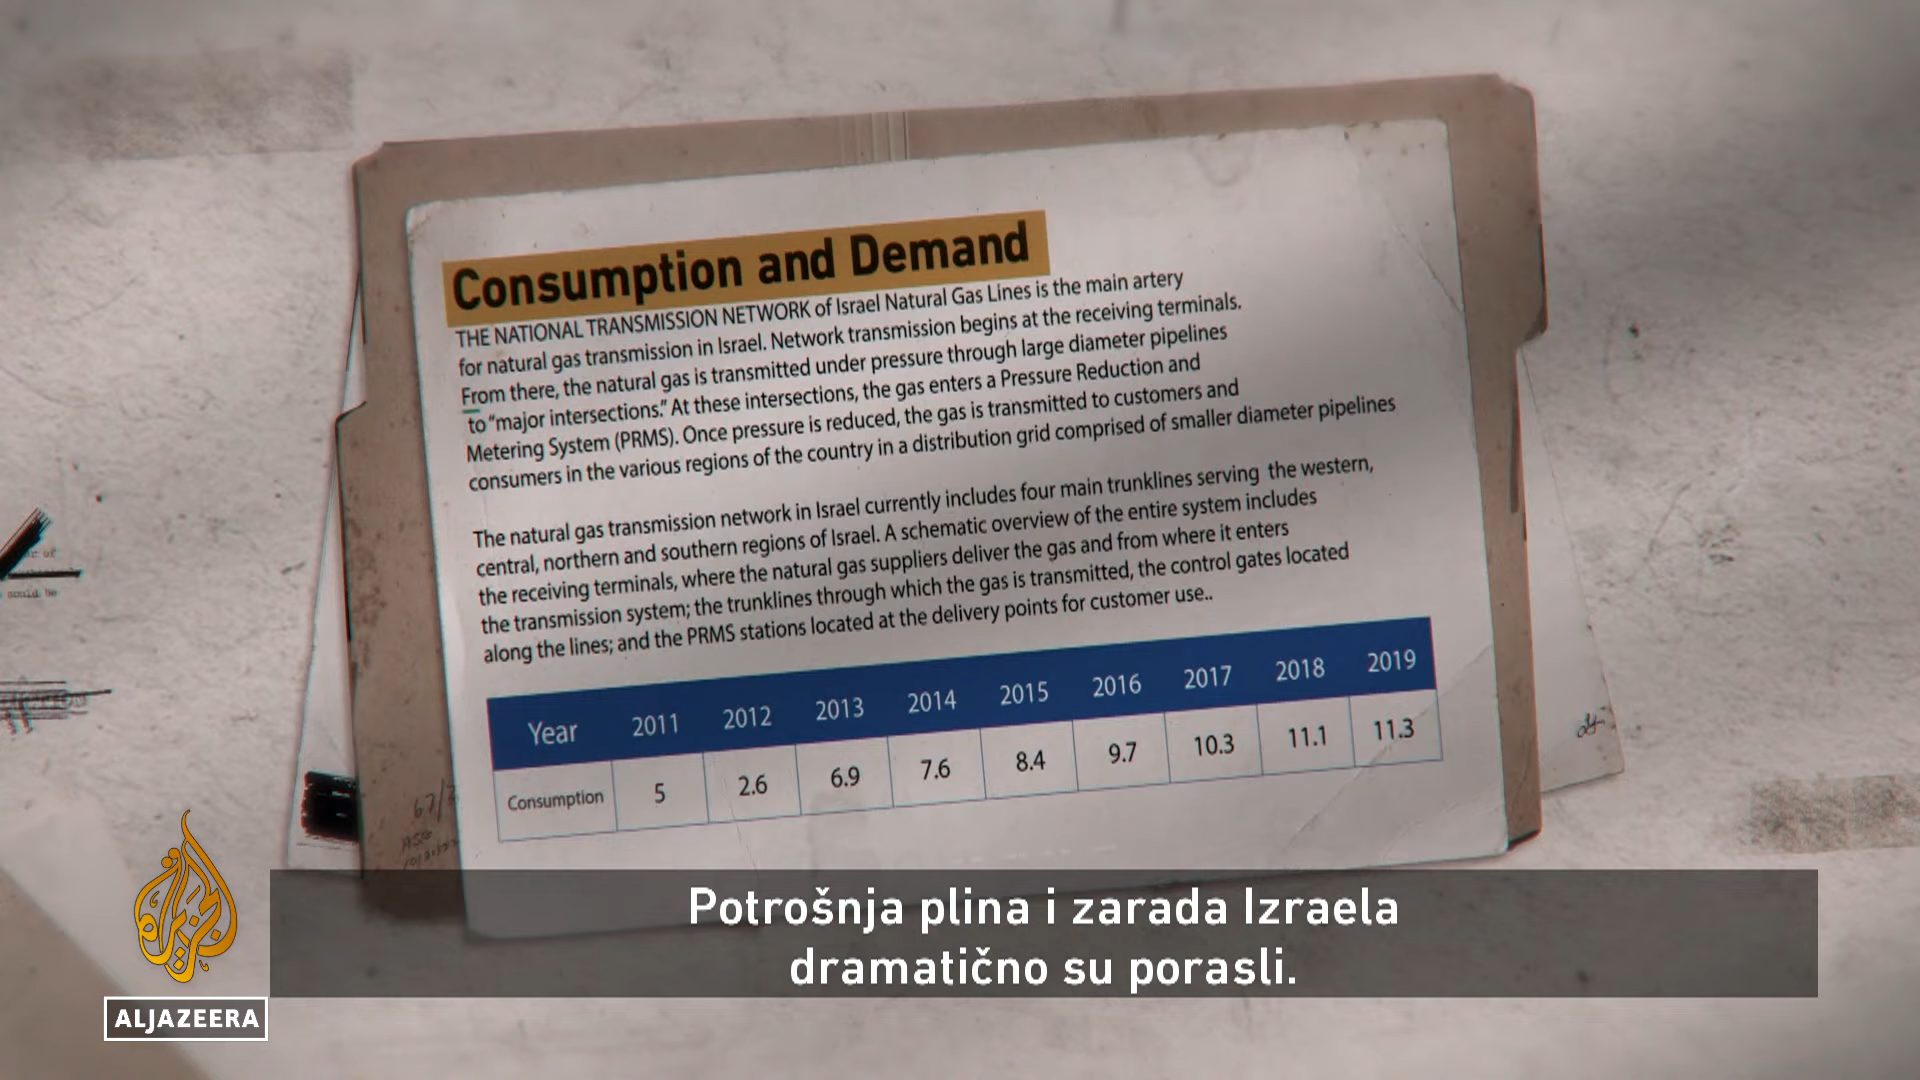 Consumption and Demand
THE NATIONAL TRANSMISSION NETWORK of Israel Natural Gas Lines is the main artery
for natural gas transmission in Israel. Network transmission begins at the receiving terminals.
From there, the natural gas is transmitted under pressure through large diameter pipelines
to "major intersections." At these intersections, the gas enters a Pressure Reduction and
Metering System (PRMS). Once pressure is reduced, the gas is transmitted to customers and
consumers in the various regions of the country in a distribution grid comprised of smaller diameter pipelines
The natural gas transmission network in Israel currently includes four main trunklines serving the western,
central, northern and southern regions of Israel. A schematic overview of the entire system includes
the receiving terminals, where the natural gas suppliers deliver the gas and from where it enters
the transmission system; the trunklines through which the gas is transmitted, the control gates located
along the lines; and the PRMS stations located at the delivery points for customer use..
Year 2011 2012 2013 2014 2015 2016 2017 2018 2019
Consumption 5 2.6 6.9 7.6 8.4 9.7 10.3 11.1 11.3
could be
67/7
Potrošnja plina i zarada Izraela
dramatično su porasli.
الجزيرة
ALJAZEERA